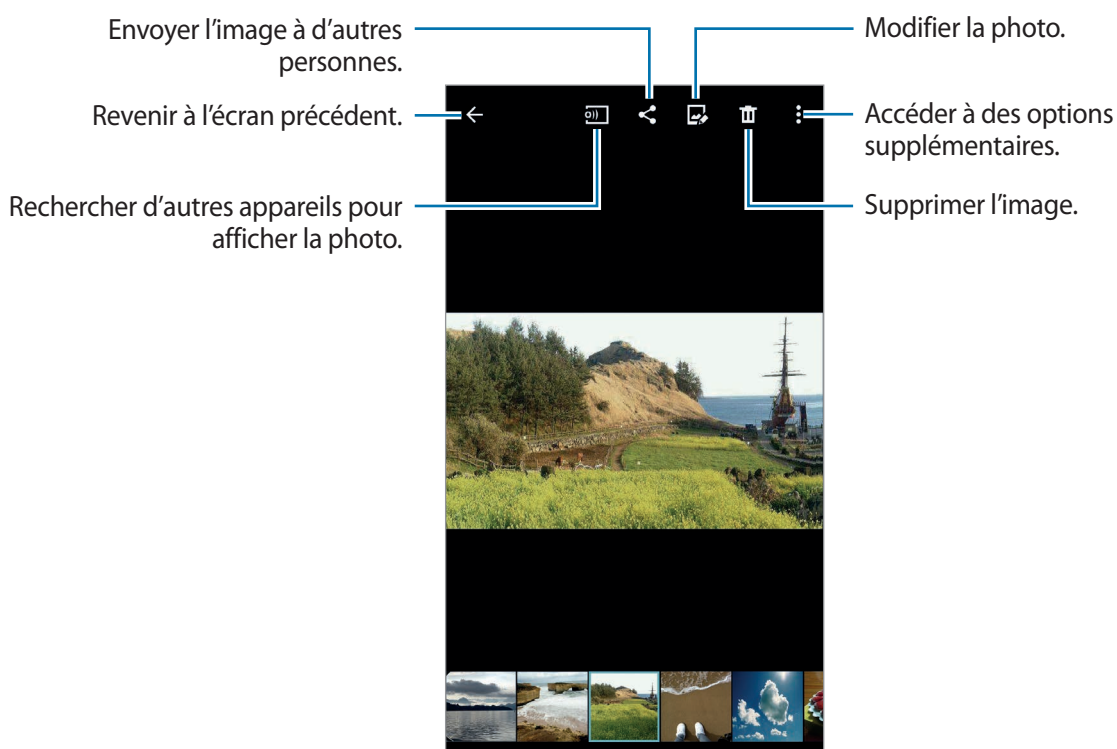 Envoyer l’image à d’autres
personnes.
Modifier la photo.
Revenir à l’écran précédent.
Accéder à des options
supplémentaires.
Rechercher d’autres appareils pour
afficher la photo.
Supprimer l’image.